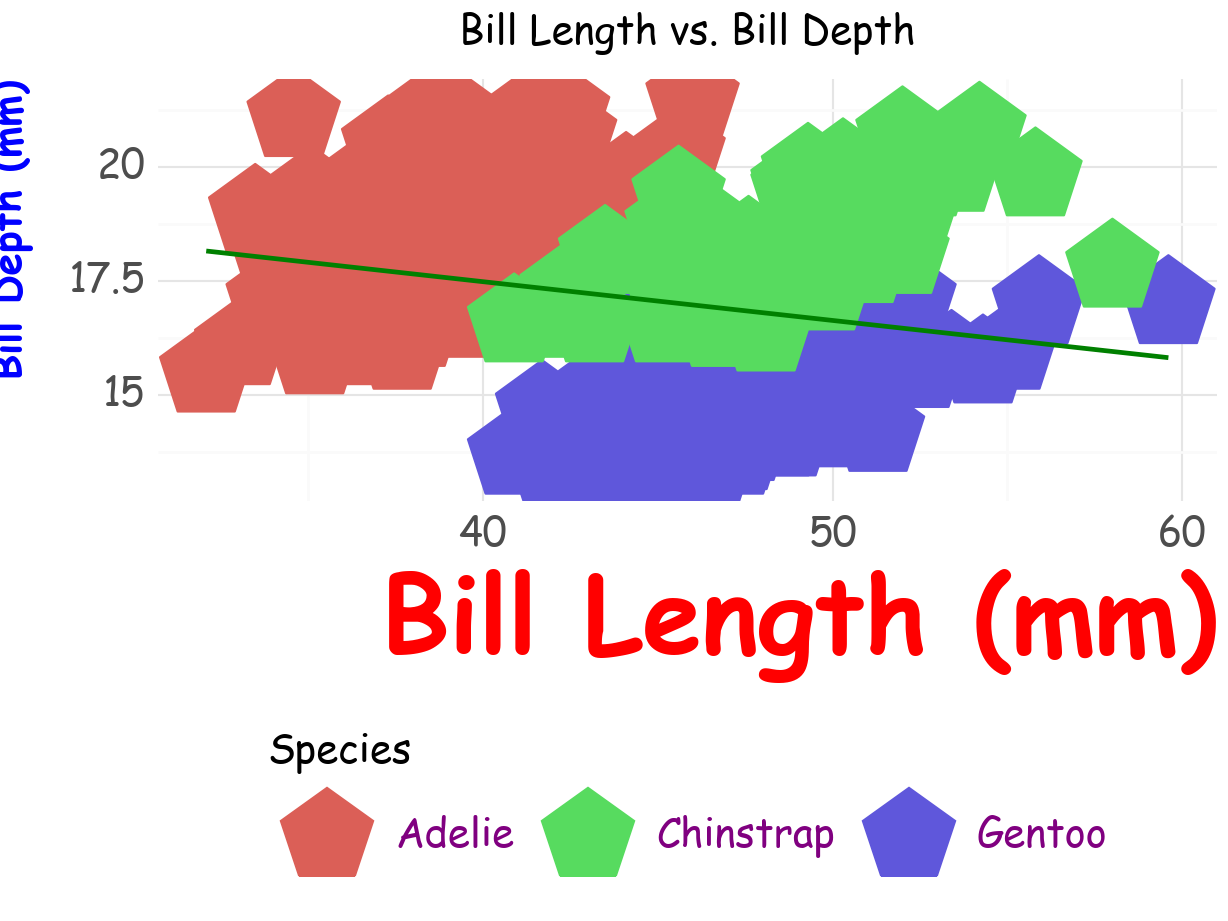 Bill Length vs. Bill Depth
Bill Depth (mm)
20
17.5
15
40 50 60
Bill Length (mm)
Species
Adelie Chinstrap Gentoo